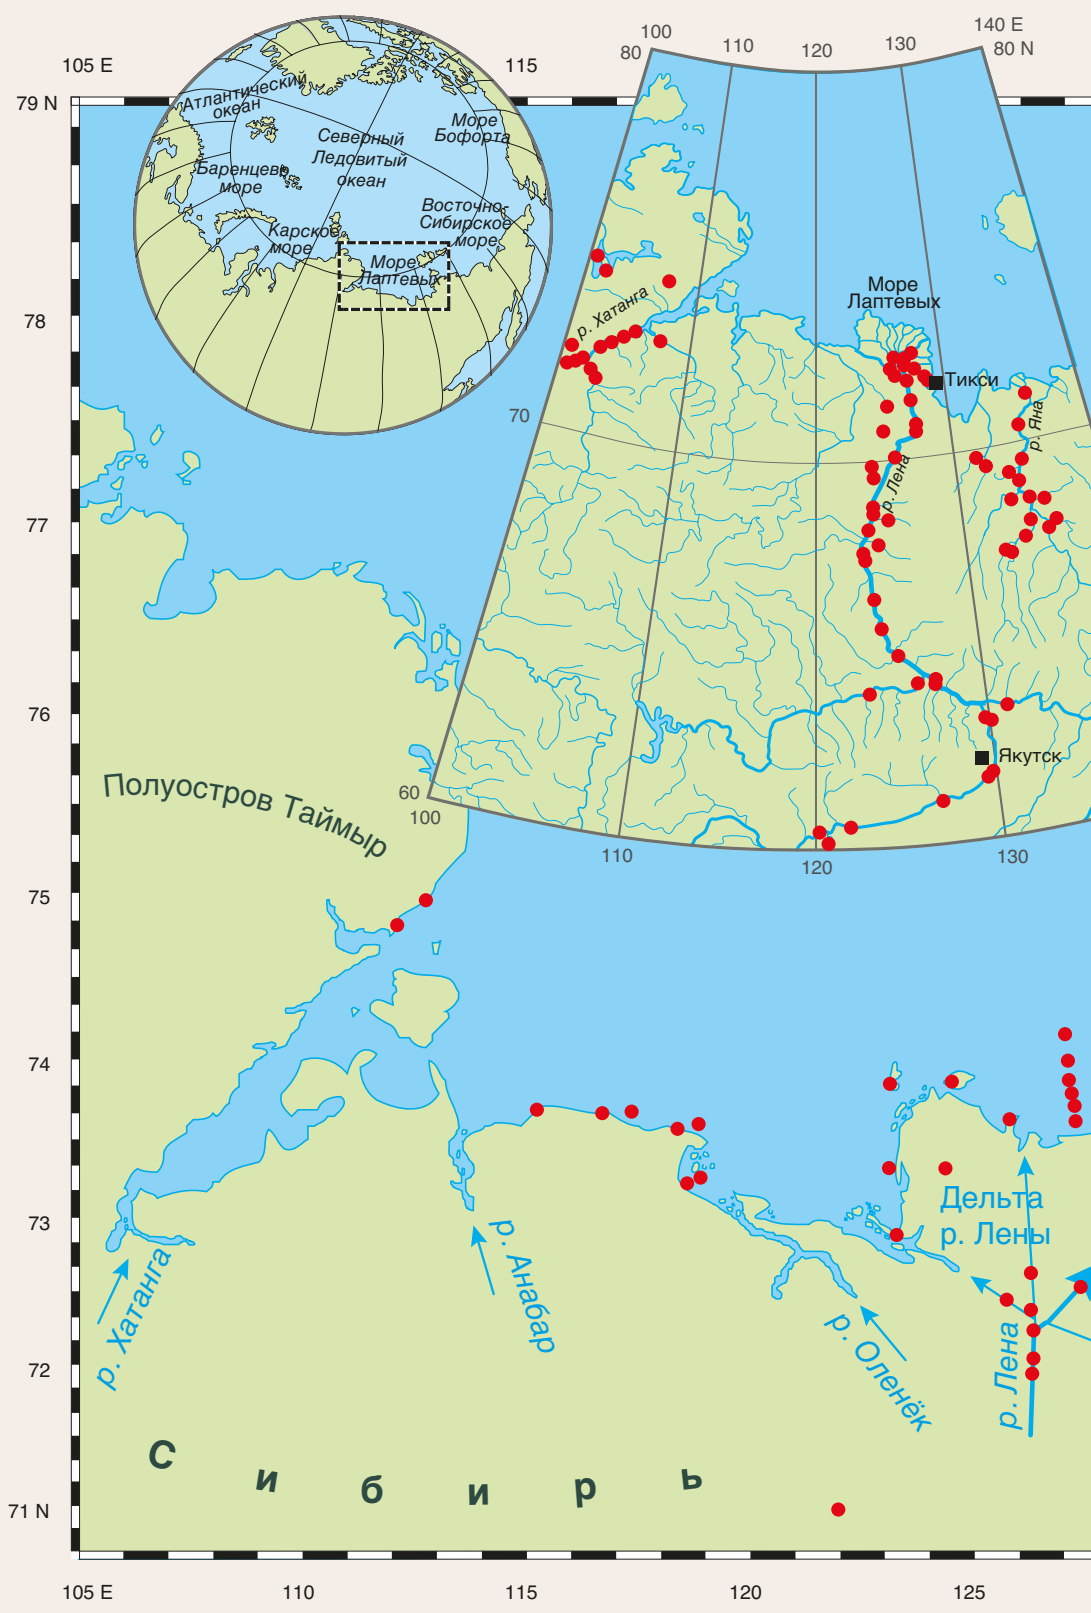 105 E
115
79 N
78
77
76
75
74
73
72
71 N
105 E
110
115
120
125
Атлантический
океан
Северный
Ледовитый
океан
Море
Бофорта
Баренцево
море
Карское
море
Восточно-
Сибирское
море
Море
Лаптевых
100
80
110
120
130
140 E
80 N
70
60
100
110
120
130
р. Хатанга
Море
Лаптевых
Тикси
р. Яна
р. Лена
Якутск
Полуостров Таймыр
Дельта
р. Лены
р. Хатанга
р. Анабар
р. Оленёк
р. Лена
Сибирь